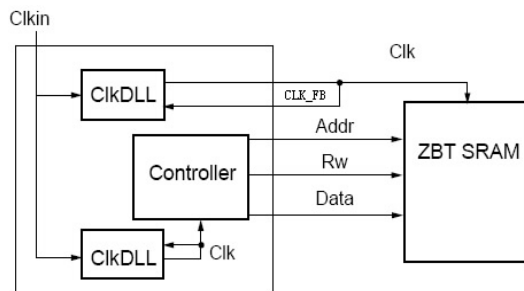 Clkin
Clk
ClkDLL
CLK_FB
Addr
ZBT SRAM
Controller
Rw
Data
ClkDLL
Clk